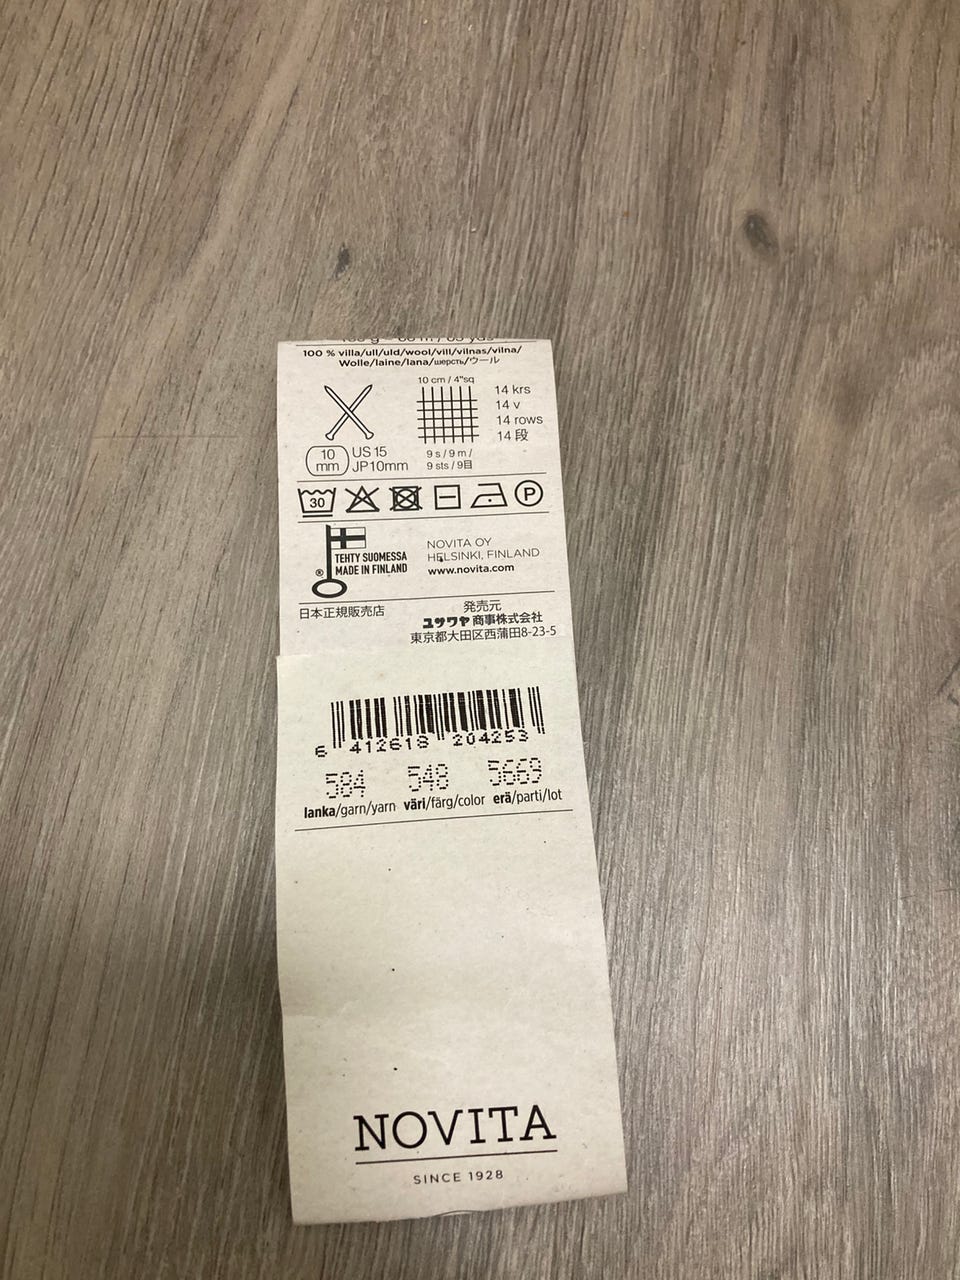 100 % villa/ull/uld/wool/vill/vilnas/vilna/
Wolle/laine/lana/шерсть/ウール
10 cm / 4"sq
14 krs
14 v
14 rows
14 段
10 mm
US 15
JP10mm
9 s / 9 m /
9 sts / 9目
30
P
TEHTY SUOMESSA
MADE IN FINLAND
®
NOVITA OY
HELSINKI, FINLAND
www.novita.com
日本正規販売店
発売元
ユザワヤ 商事株式会社
東京都大田区西蒲田8-23-5
6 412618 204253
584 548 5669
lanka/garn/yarn väri/färg/color erä/parti/lot
NOVITA
SINCE 1928